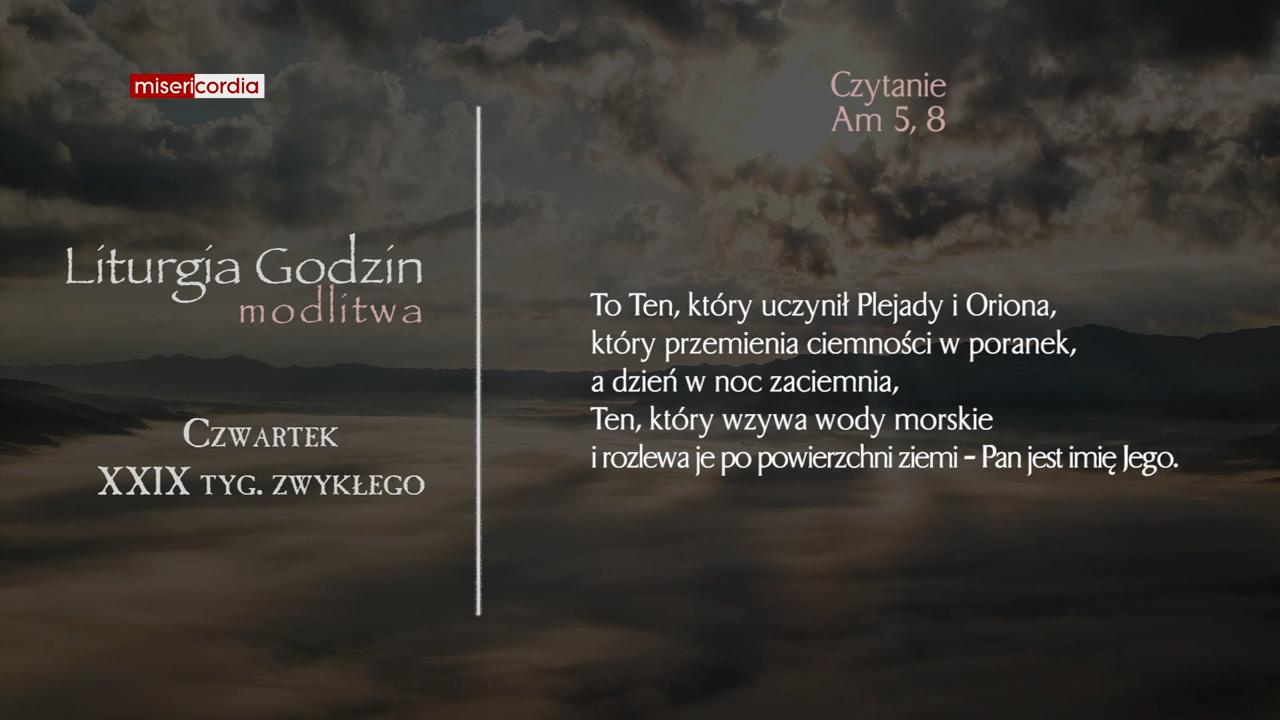 misericordia
Liturgia Godzin
modlitwa
Czwartek
XXIX tyg. zwykłego
Czytanie
Am 5, 8
To Ten, który uczynił Plejady i Oriona,
który przemienia ciemności w poranek,
a dzień w noc zaciemnia,
Ten, który wzywa wody morskie
i rozlewa je po powierzchni ziemi – Pan jest imię Jego.